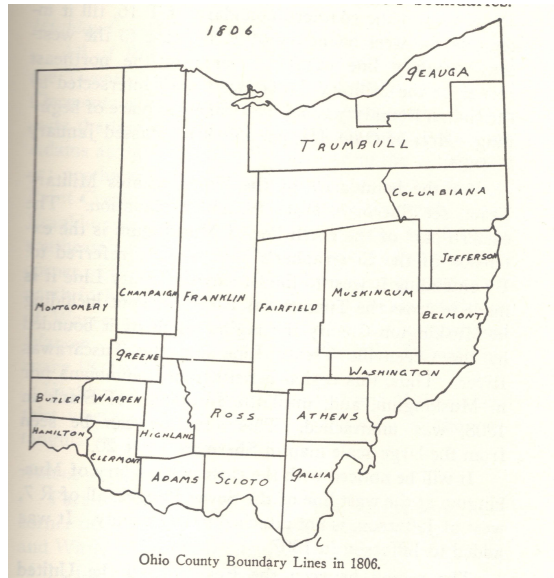 boundaries.
1806
GEAUGA
TRUMBULL
COLUMBIANA
JEFFERSON
MONTGOMERY
CHAMPAIGN
FRANKLIN
FAIRFIELD
MUSKINGUM
BELMONT
GREENE
WASHINGTON
BUTLER
WARREN
ROSS
ATHENS
HAMILTON
HIGHLAND
CLERMONT
ADAMS
SCIOTO
GALLIA
Ohio County Boundary Lines in 1806.